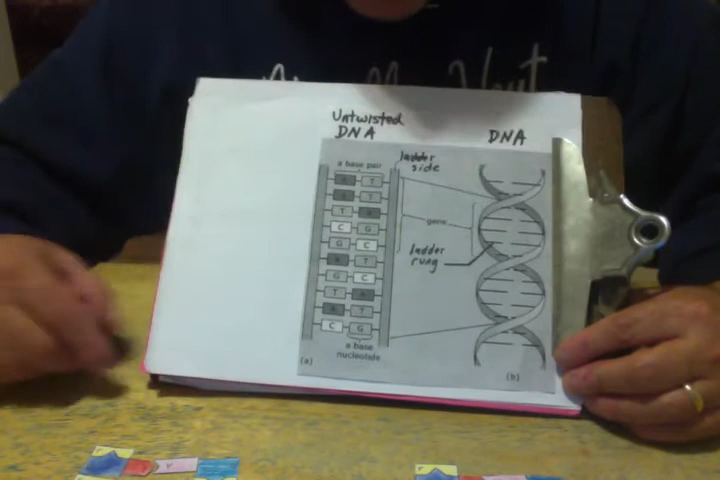 Untwisted
DNA
DNA
a base pair
ladder
side
A T
A T
T A
C G
G C
A T
G C
T A
A T
C G
gene
ladder
rung
a base
nucleotide
(a)
(b)